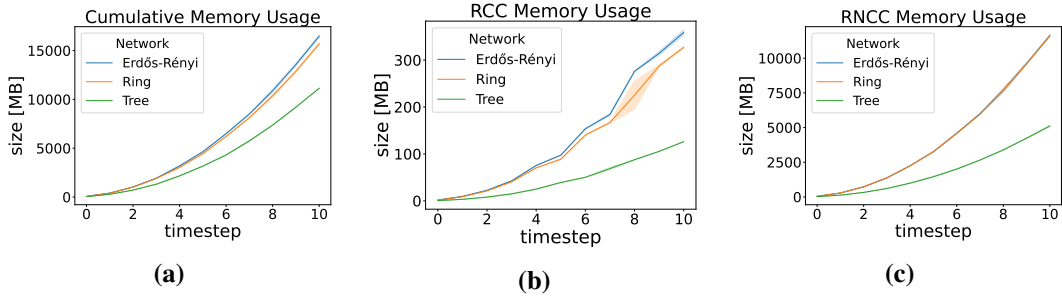 Cumulative Memory Usage
size [MB]
15000
10000
5000
0
Network
Erdős-Rényi
Ring
Tree
0 2 4 6 8 10
timestep
(a)
RCC Memory Usage
size [MB]
300
200
100
0
Network
Erdős-Rényi
Ring
Tree
0 2 4 6 8 10
timestep
(b)
RNCC Memory Usage
size [MB]
10000
7500
5000
2500
0
Network
Erdős-Rényi
Ring
Tree
0 2 4 6 8 10
timestep
(c)